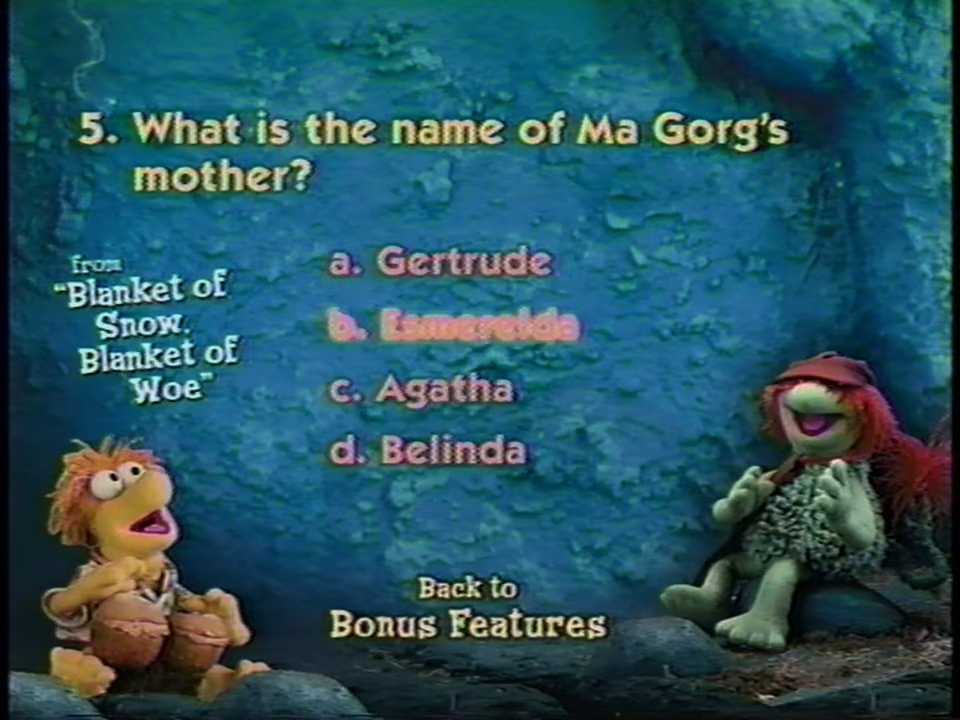 5. What is the name of Ma Gorg's
mother?
from
"Blanket of
Snow,
Blanket of
Woe"
a. Gertrude
b. Esmerelda
c. Agatha
d. Belinda
Back to
Bonus Features